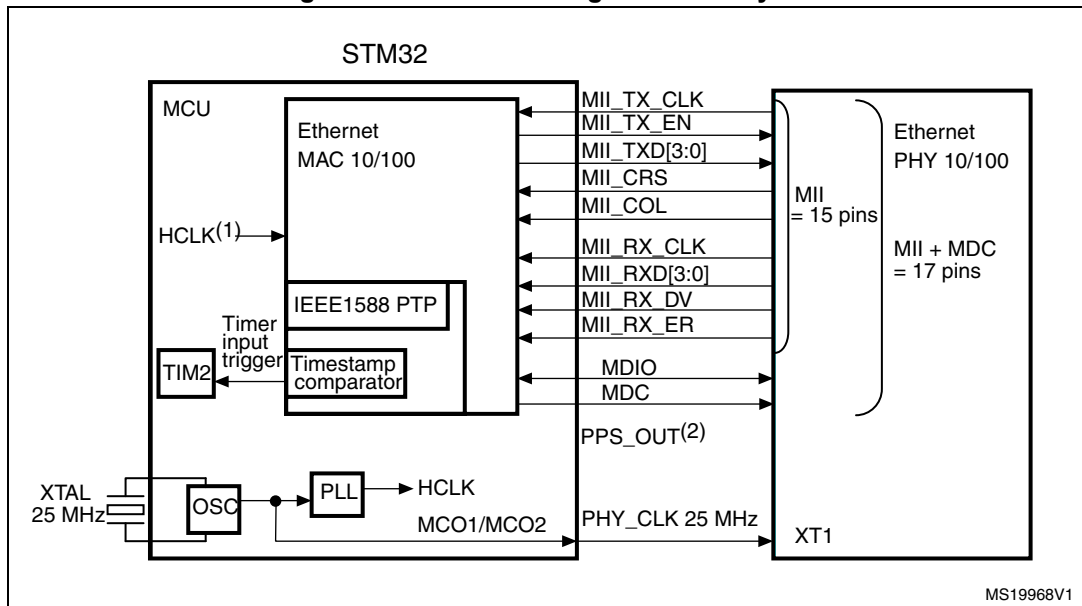 STM32
MCU
Ethernet
MAC 10/100
HCLK(1)
IEEE1588 PTP
Timer
input
trigger
TIM2
Timestamp
comparator
XTAL
25 MHz
OSC
PLL
HCLK
MCO1/MCO2
MII_TX_CLK
MII_TX_EN
MII_TXD[3:0]
MII_CRS
MII_COL
MII_RX_CLK
MII_RXD[3:0]
MII_RX_DV
MII_RX_ER
MDIO
MDC
PPS_OUT(2)
PHY_CLK 25 MHz
MII
= 15 pins
Ethernet
PHY 10/100
MII + MDC
= 17 pins
XT1
MS19968V1